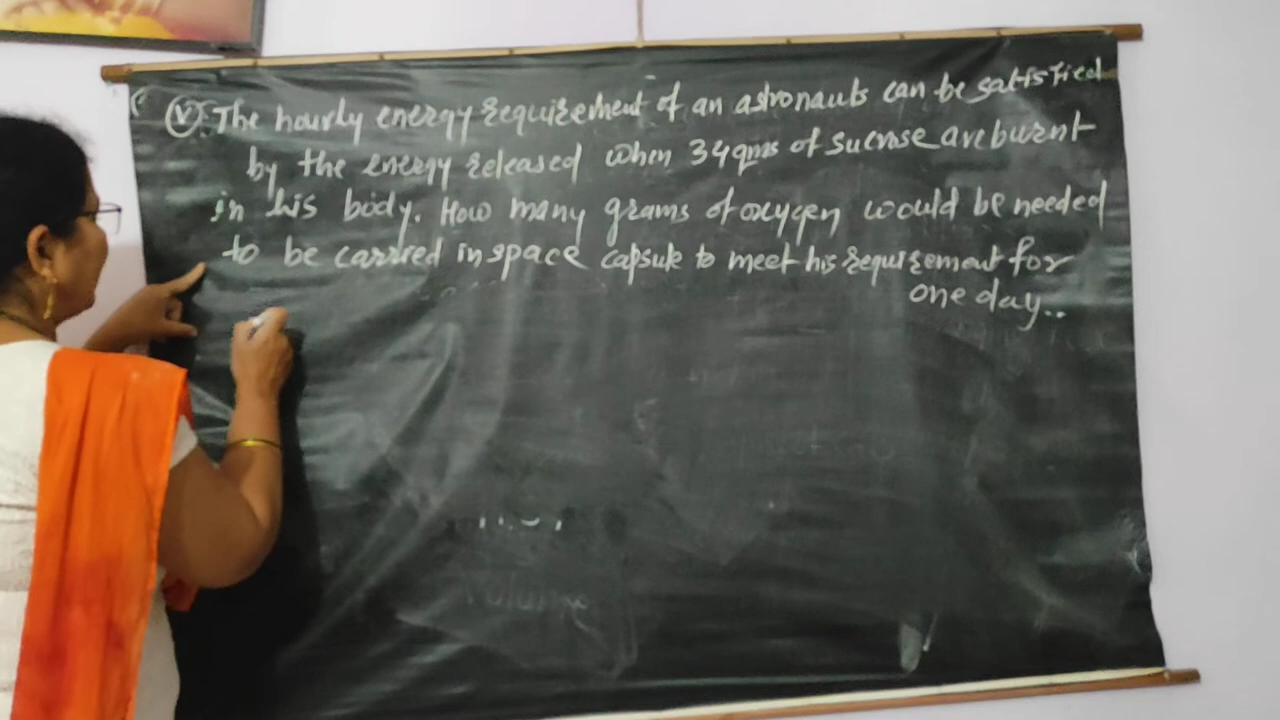 (v). The hourly energy requirement of an astronauts can be satisfied
by the energy released when 34gms of sucrose are burnt
in his body. How many grams of oxygen would be needed
to be carried in space capsule to meet his requirement for
one day..